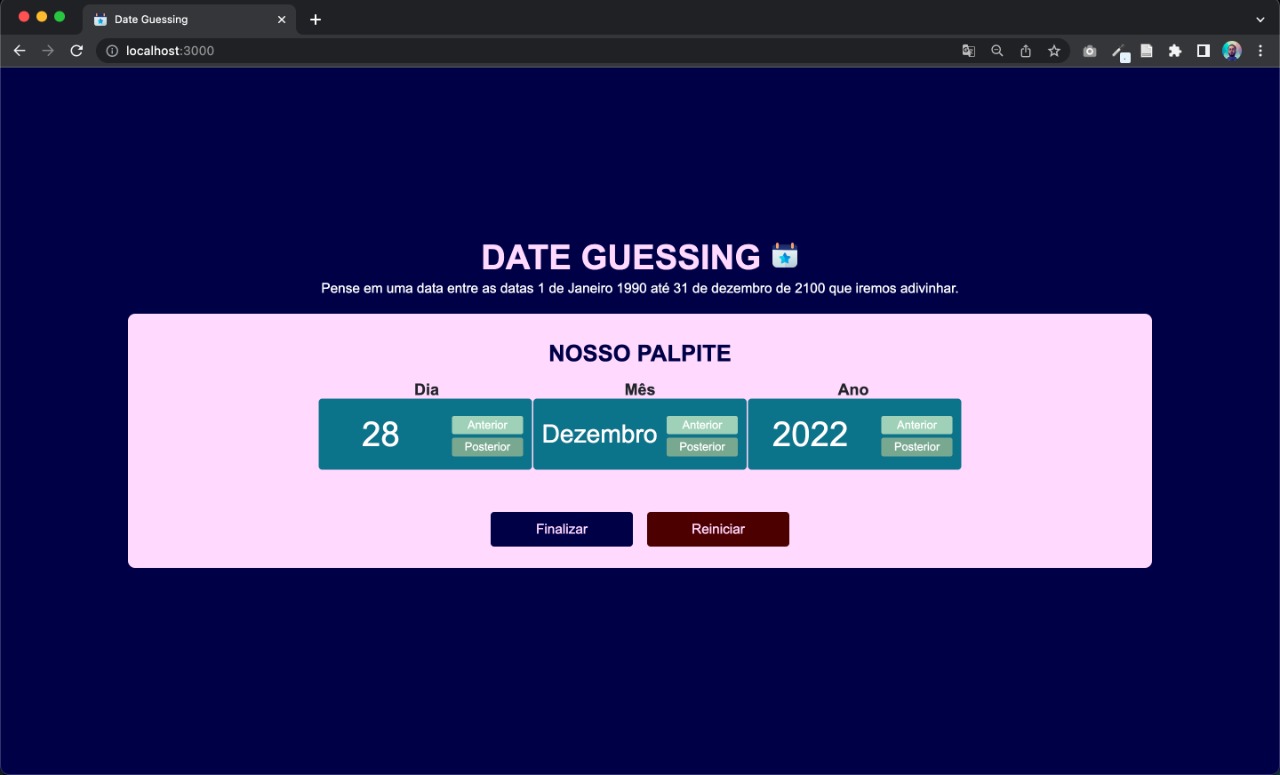 Date Guessing
localhost:3000
DATE GUESSING
Pense em uma data entre as datas 1 de Janeiro 1990 até 31 de dezembro de 2100 que iremos adivinhar.
NOSSO PALPITE
Dia Mês Ano
28 Anterior Posterior Dezembro Anterior Posterior 2022 Anterior Posterior
Finalizar Reiniciar